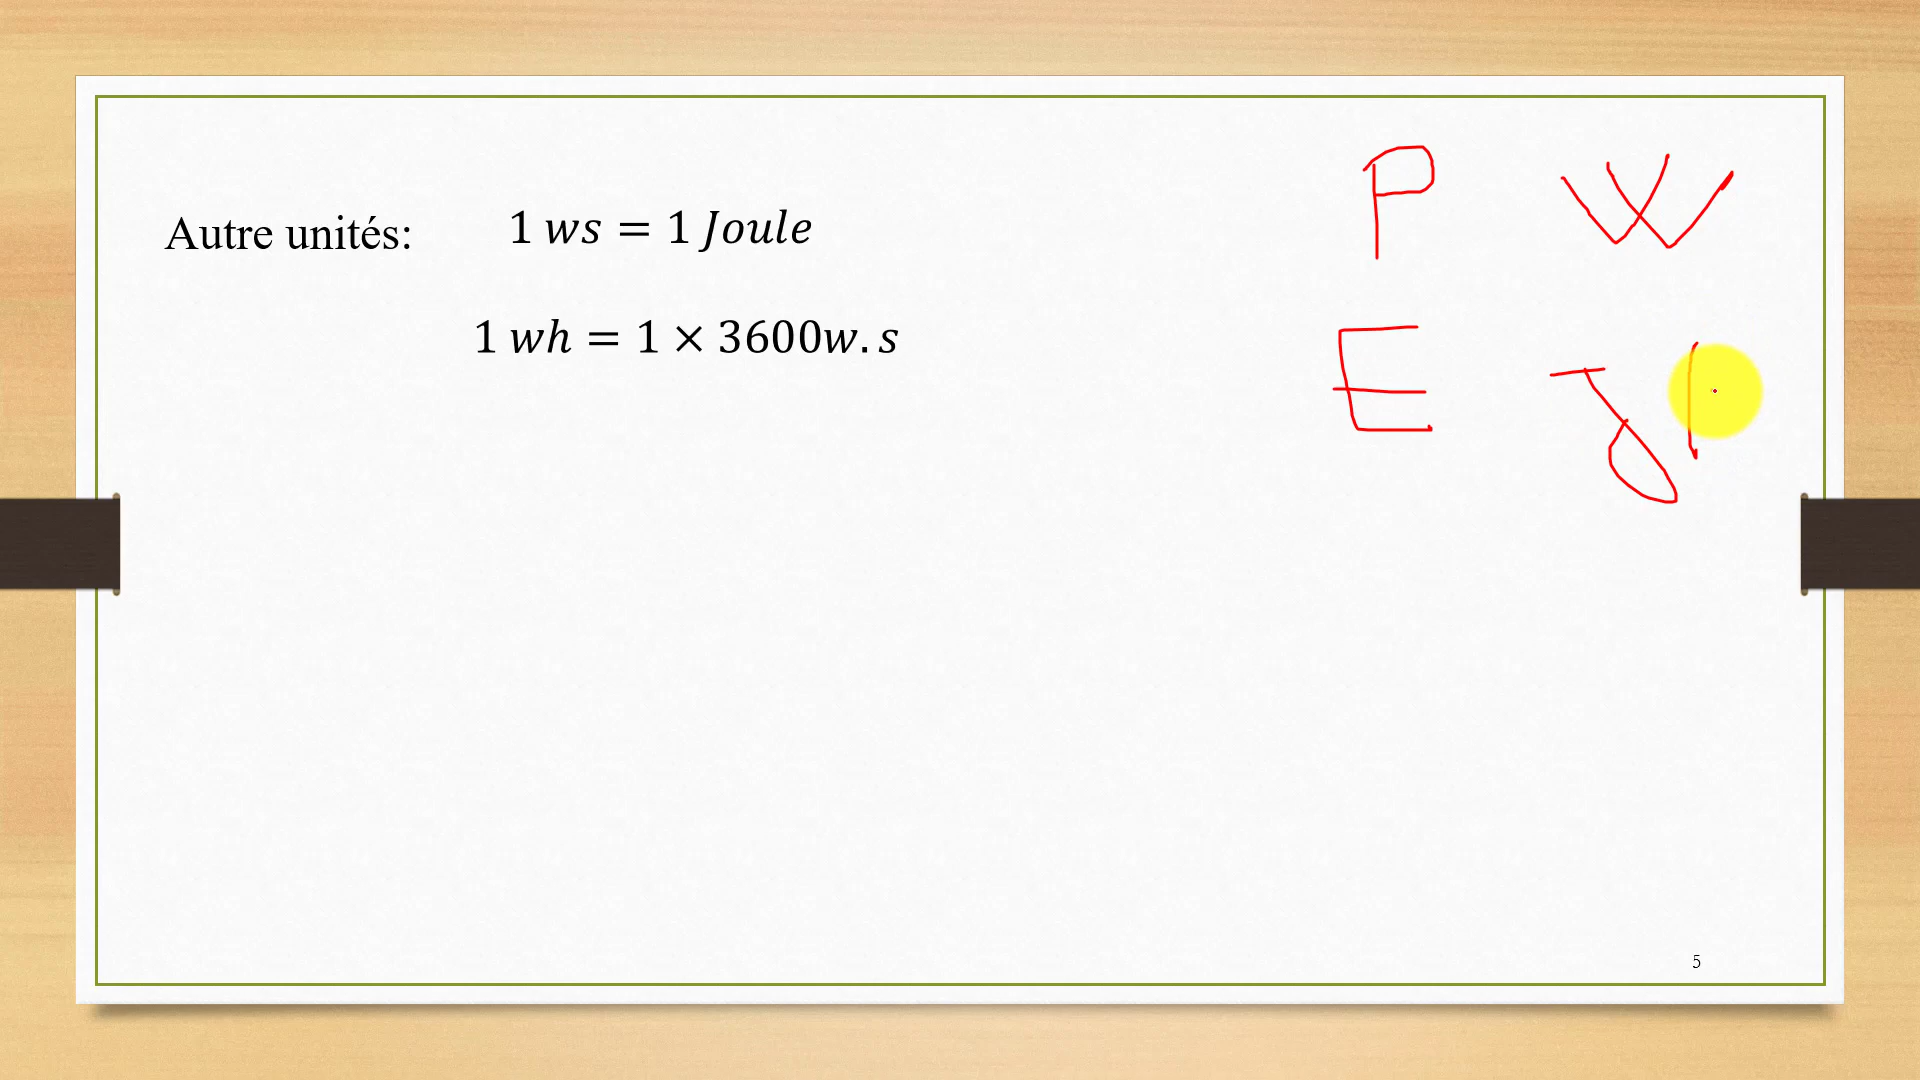 Autre unités: 1 ws = 1 Joule
1 wh = 1 × 3600w. s
P W
E J
5